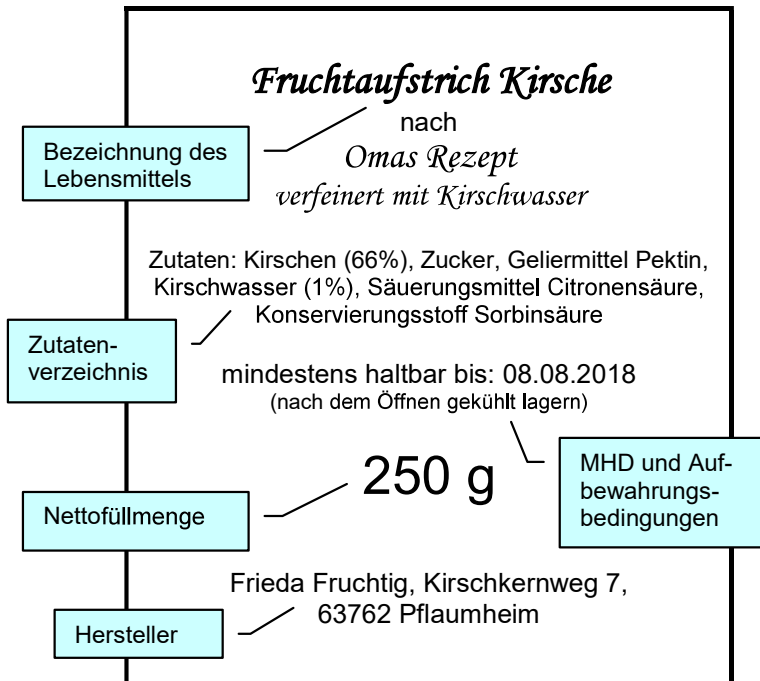 Fruchtaufstrich Kirsche
nach
Omas Rezept
verfeinert mit Kirschwasser
Bezeichnung des
Lebensmittels
Zutaten: Kirschen (66%), Zucker, Geliermittel Pektin,
Kirschwasser (1%), Säuerungsmittel Citronensäure,
Konservierungsstoff Sorbinsäure
Zutaten-
verzeichnis
mindestens haltbar bis: 08.08.2018
(nach dem Öffnen gekühlt lagern)
MHD und Auf-
bewahrungs-
bedingungen
250 g
Nettofüllmenge
Frieda Fruchtig, Kirschkernweg 7,
63762 Pflaumheim
Hersteller